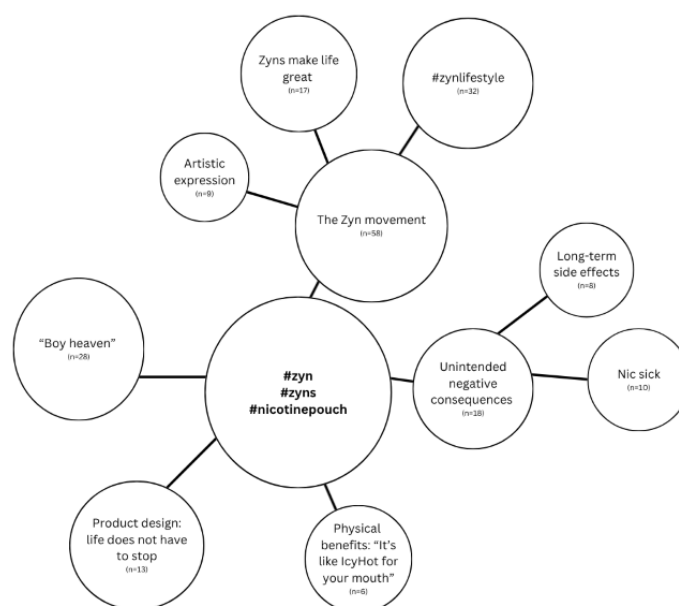 Zyns make life
great
(n=17)
#zynlifestyle
(n=32)
Artistic
expression
(n=9)
The Zyn movement
(n=58)
Long-term
side effects
(n=8)
"Boy heaven"
(n=28)
#zyn
#zyns
#nicotinepouch
Unintended
negative
consequences
(n=18)
Nic sick
(n=10)
Product design:
life does not have
to stop
(n=13)
Physical
benefits: "It's
like IcyHot for
your mouth"
(n=6)